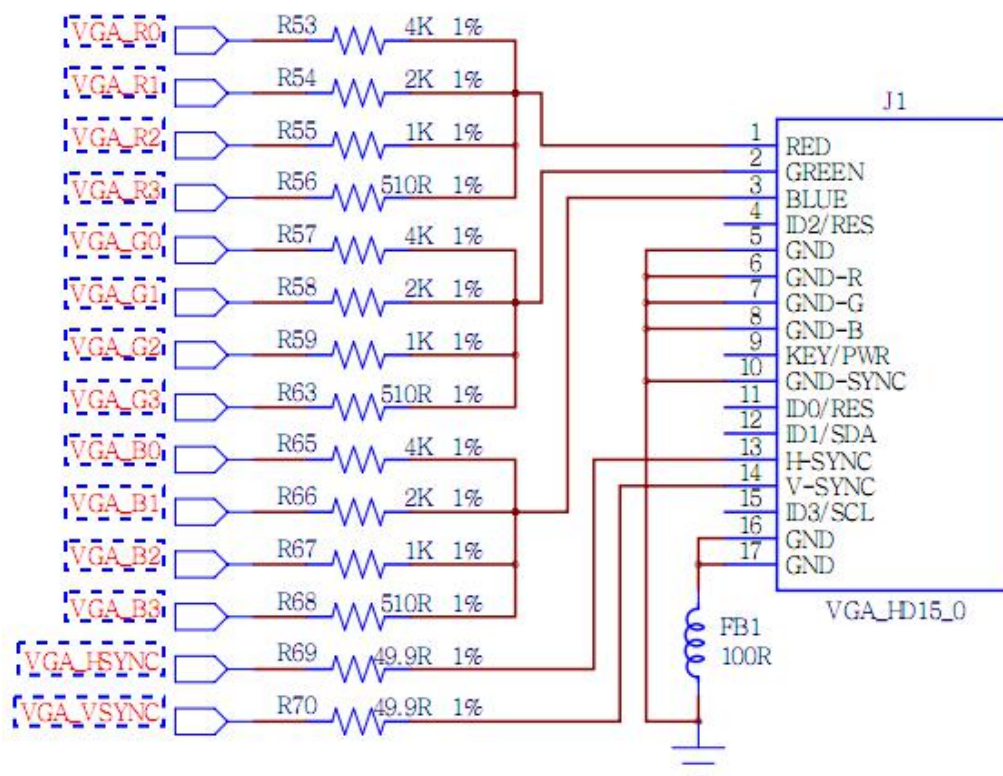 VGA_R0 R53 4K 1%
VGA_R1 R54 2K 1%
VGA_R2 R55 1K 1%
VGA_R3 R56 510R 1%
VGA_G0 R57 4K 1%
VGA_G1 R58 2K 1%
VGA_G2 R59 1K 1%
VGA_G3 R63 510R 1%
VGA_B0 R65 4K 1%
VGA_B1 R66 2K 1%
VGA_B2 R67 1K 1%
VGA_B3 R68 510R 1%
VGA_HSYNC R69 49.9R 1%
VGA_VSYNC R70 49.9R 1%
J1
1 RED
2 GREEN
3 BLUE
4 ID2/RES
5 GND
6 GND-R
7 GND-G
8 GND-B
9 KEY/PWR
10 GND-SYNC
11 ID0/RES
12 ID1/SDA
13 H-SYNC
14 V-SYNC
15 ID3/SCL
16 GND
17 GND
VGA_HD15_0
FB1
100R